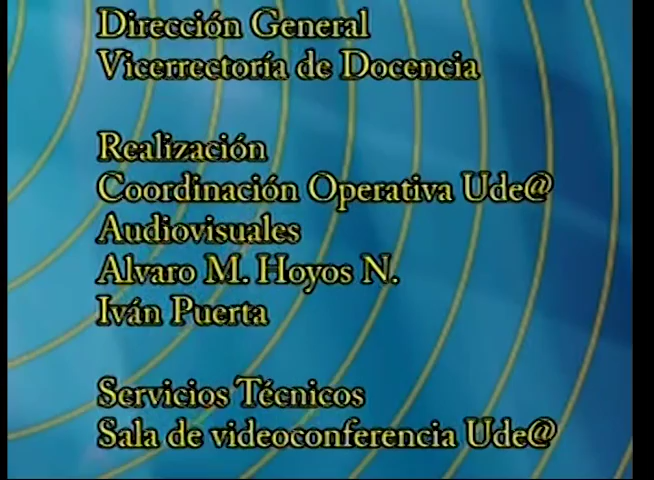 Dirección General
Vicerrectoría de Docencia
Realización
Coordinación Operativa Ude@
Audiovisuales
Alvaro M. Hoyos N.
Iván Puerta
Servicios Técnicos
Sala de videoconferencia Ude@